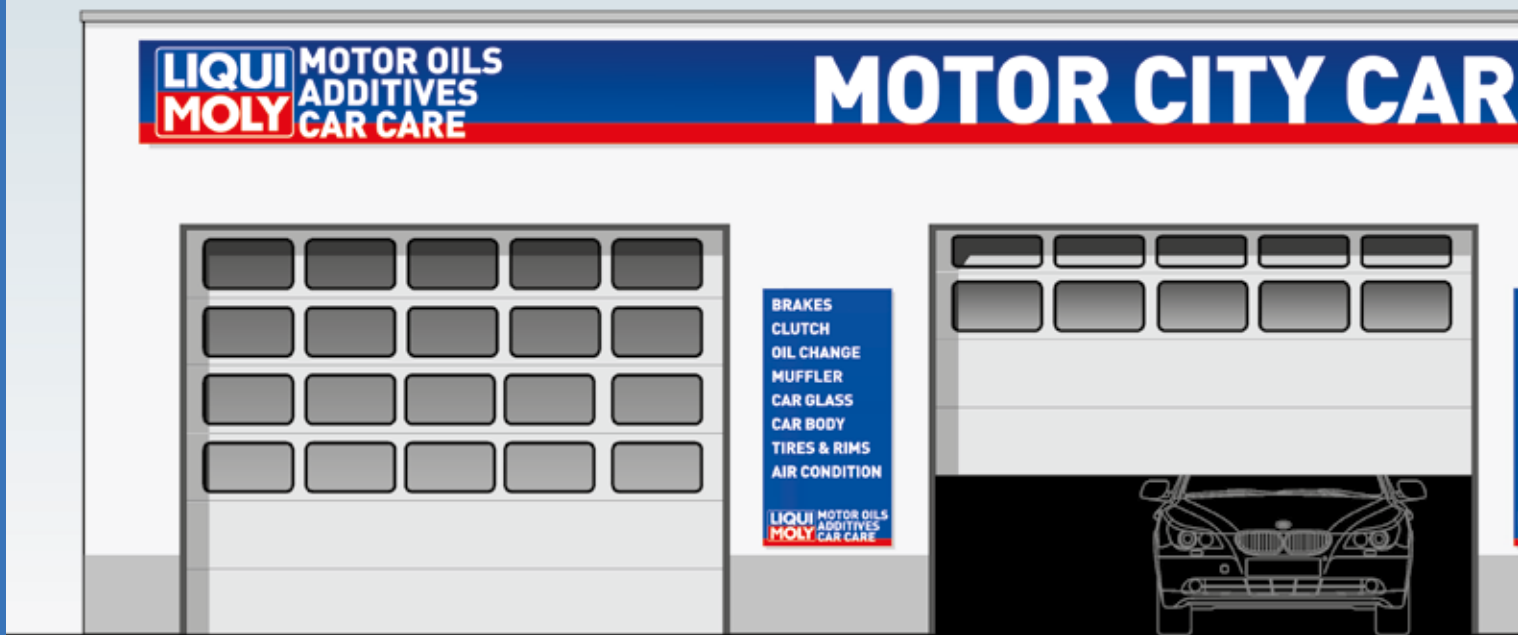 LIQUI
MOLY
MOTOR OILS
ADDITIVES
CAR CARE
MOTOR CITY CAR
BRAKES
CLUTCH
OIL CHANGE
MUFFLER
CAR GLASS
CAR BODY
TIRES & RIMS
AIR CONDITION
LIQUI
MOLY
MOTOR OILS
ADDITIVES
CAR CARE